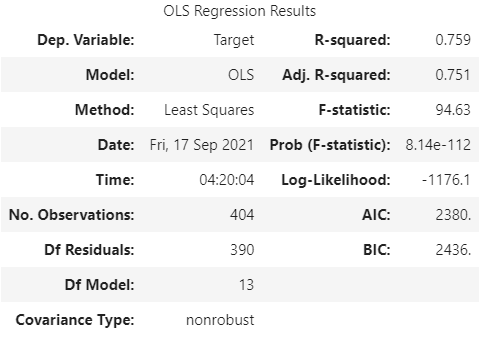 OLS Regression Results
Dep. Variable: Target R-squared: 0.759
Model: OLS Adj. R-squared: 0.751
Method: Least Squares F-statistic: 94.63
Date: Fri, 17 Sep 2021 Prob (F-statistic): 8.14e-112
Time: 04:20:04 Log-Likelihood: -1176.1
No. Observations: 404 AIC: 2380.
Df Residuals: 390 BIC: 2436.
Df Model: 13
Covariance Type: nonrobust